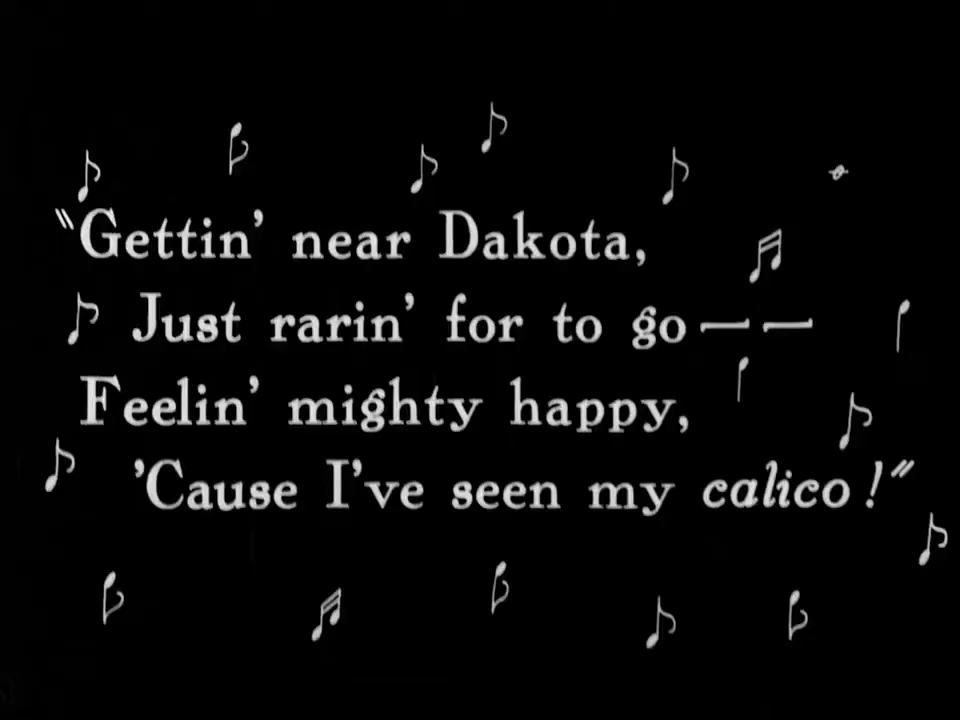 "Gettin' near Dakota,
Just rarin' for to go——
Feelin' mighty happy,
'Cause I've seen my calico!"